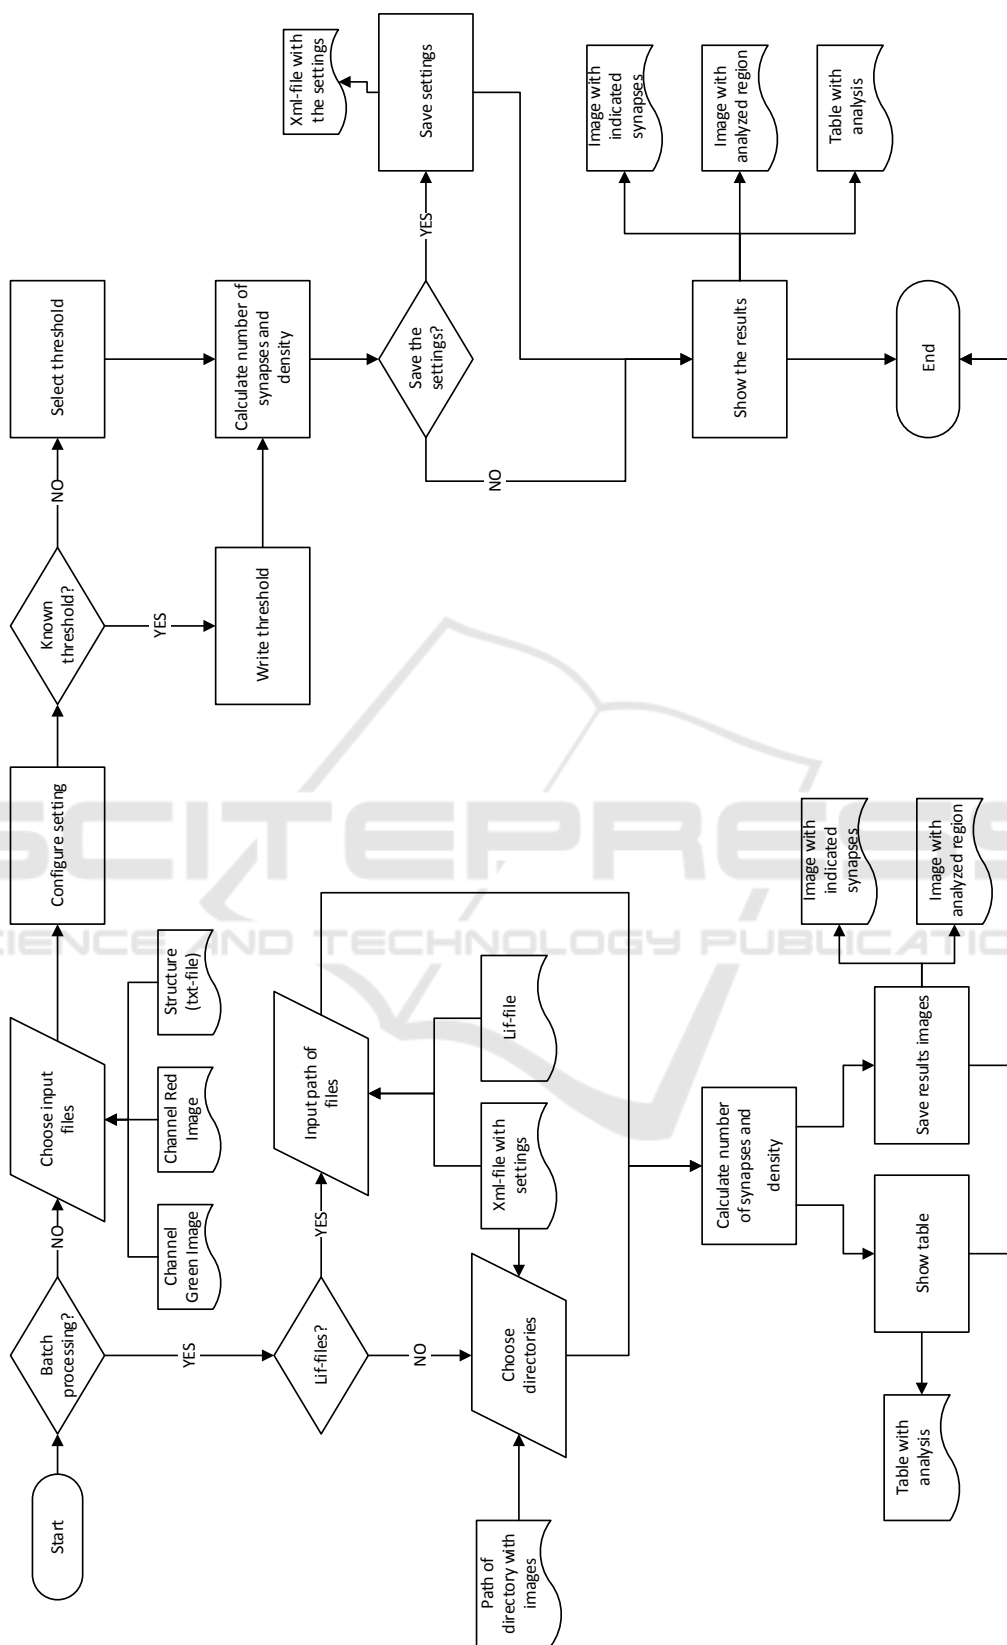 Start
Batch
processing?
NO
YES
Choose input
files
Channel
Green Image
Channel Red
Image
Structure
(txt-file)
Configure setting
Known
threshold?
NO
YES
Select threshold
Write threshold
Calculate number of
synapses and
density
Save the
settings?
YES
NO
Save settings
Xml-file with
the settings
Show the results
Image with
indicated
synapses
Image with
analyzed region
Table with
analysis
End
Lif-files?
YES
NO
Input path of
files
Xml-file with
settings
Lif-file
Choose
directories
Path of
directory with
images
Calculate number
of synapses and
density
Show table
Table with
analysis
Save results images
Image with
indicated
synapses
Image with
analyzed region
SCITEPRESS
SCIENCE AND TECHNOLOGY PUBLICATIO